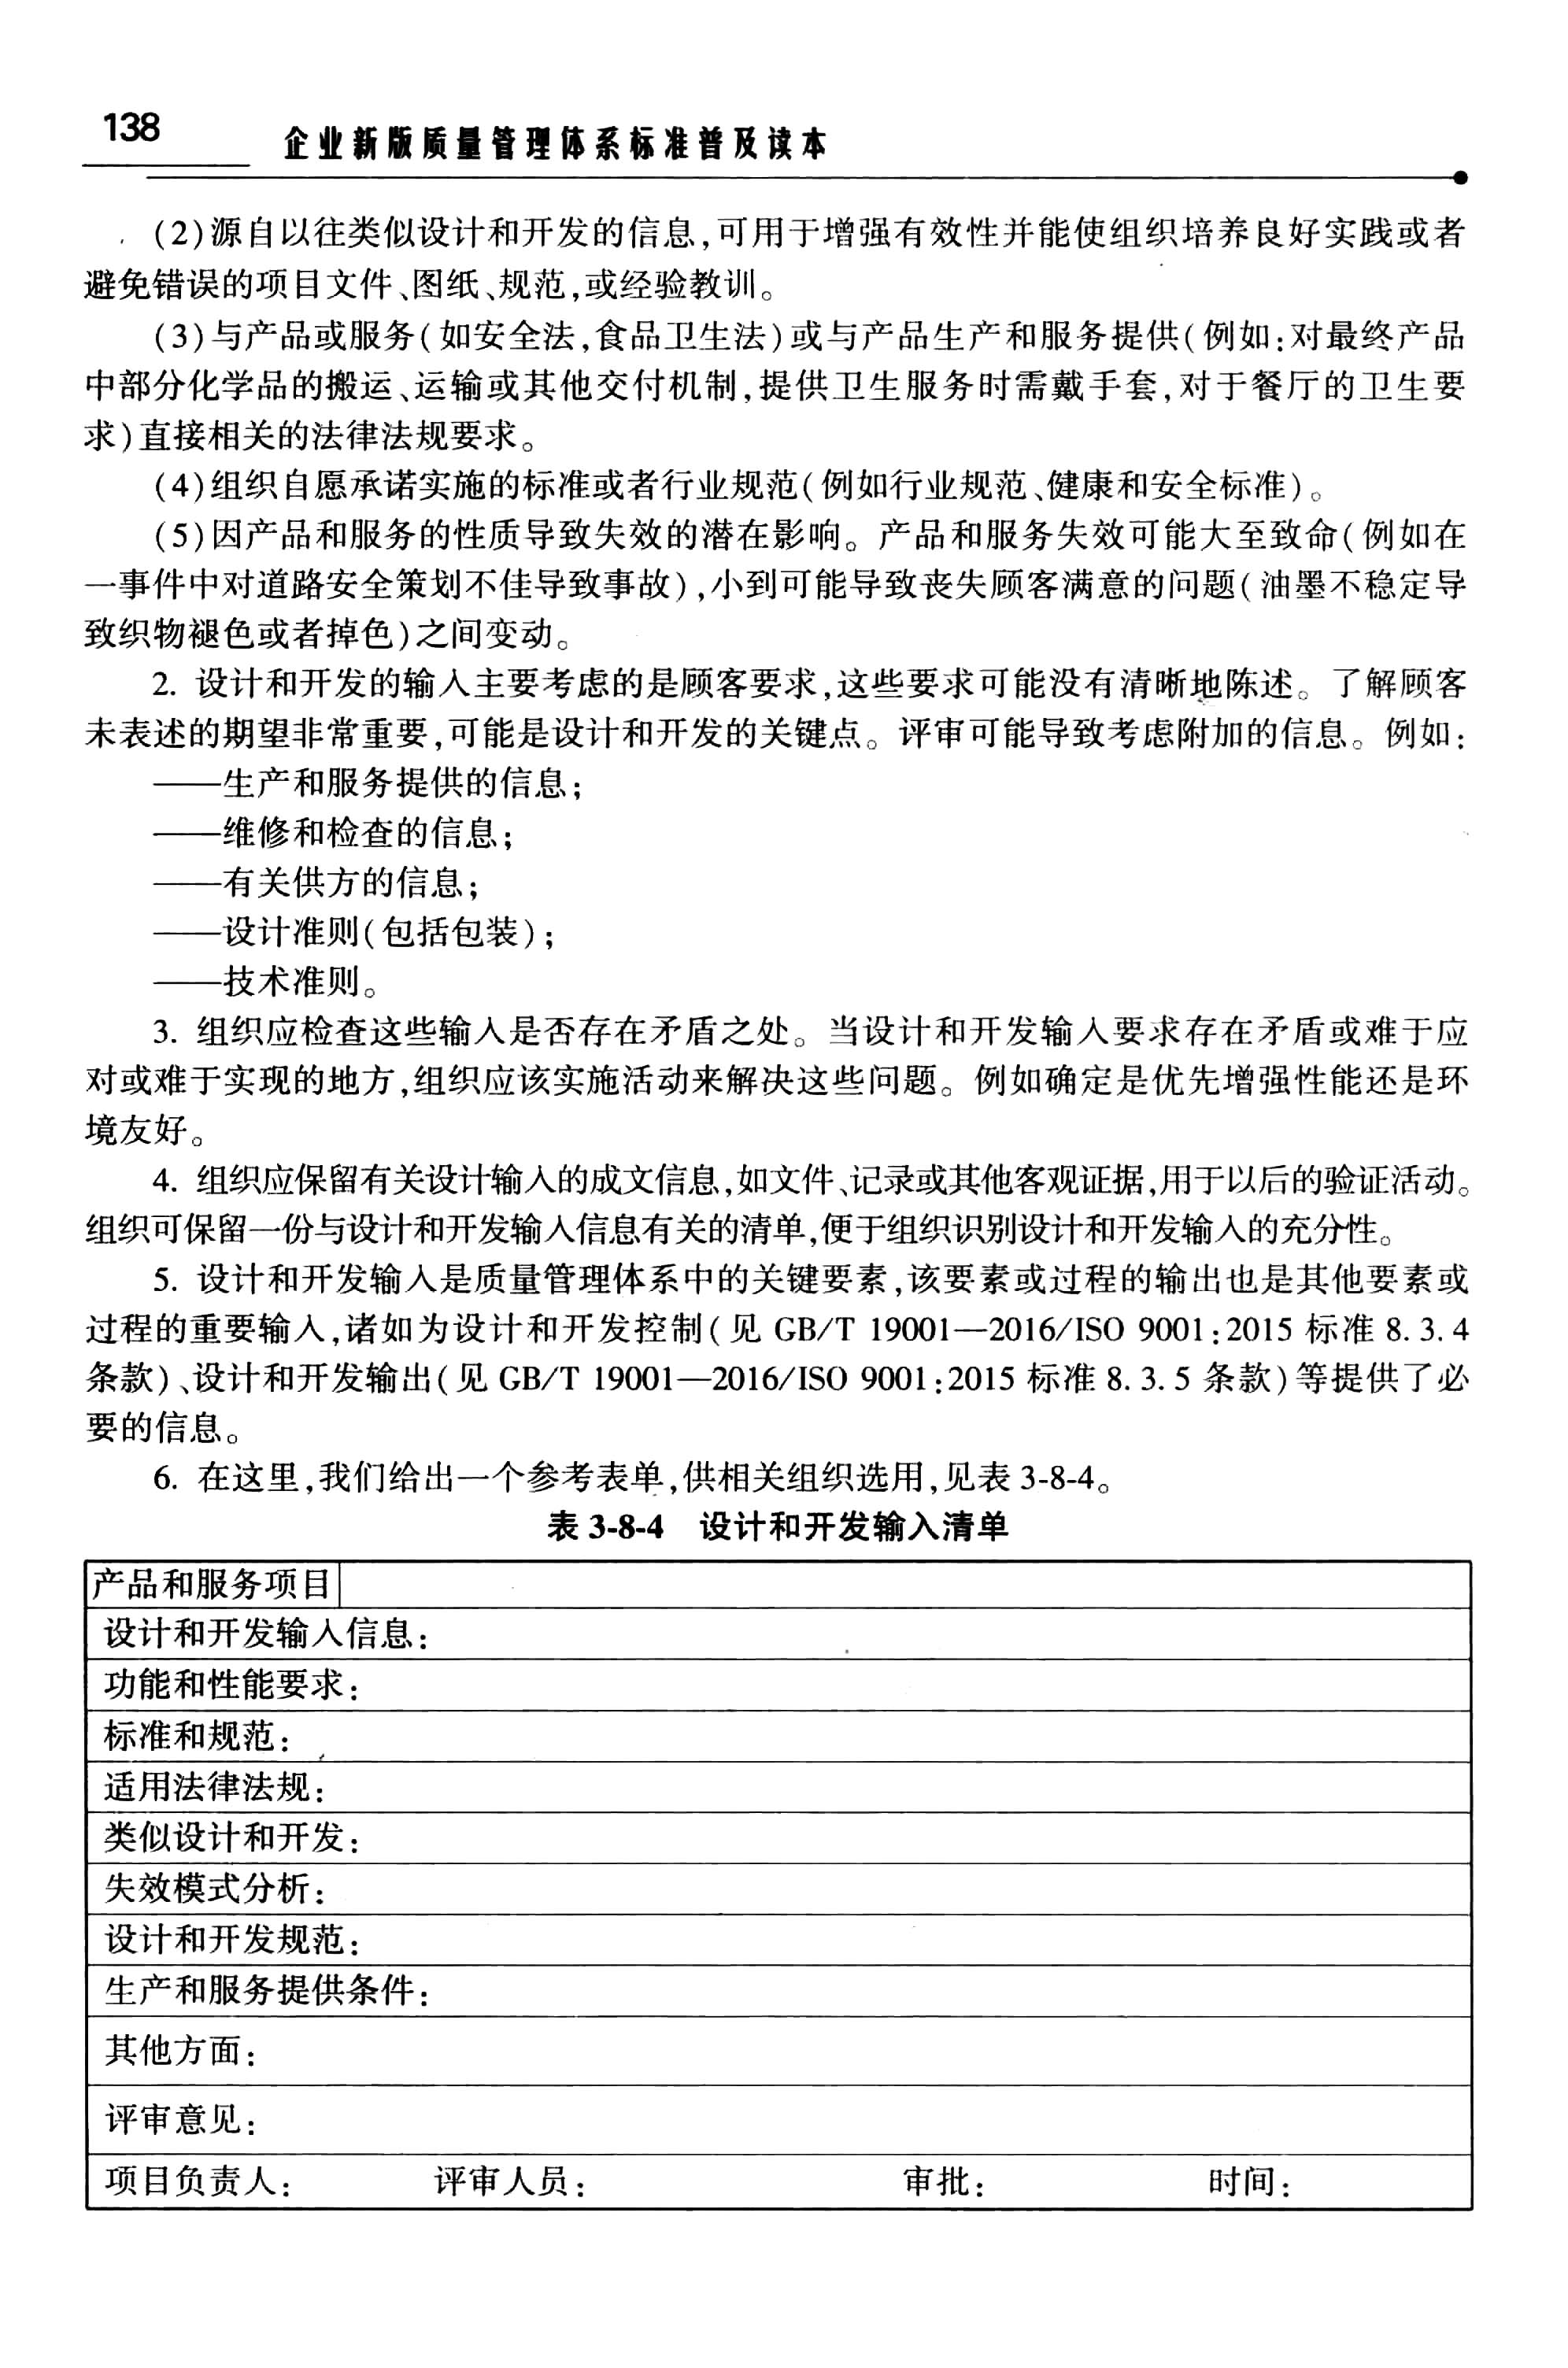 138
企业新版质量管理体系标准普及读本
(2)源自以往类似设计和开发的信息,可用于增强有效性并能使组织培养良好实践或者
避免错误的项目文件、图纸、规范,或经验教训。
(3)与产品或服务(如安全法,食品卫生法)或与产品生产和服务提供(例如:对最终产品
中部分化学品的搬运、运输或其他交付机制,提供卫生服务时需戴手套,对于餐厅的卫生要
求)直接相关的法律法规要求。
(4)组织自愿承诺实施的标准或者行业规范(例如行业规范、健康和安全标准)。
(5)因产品和服务的性质导致失效的潜在影响。产品和服务失效可能大至致命(例如在
一事件中对道路安全策划不佳导致事故),小到可能导致丧失顾客满意的问题(油墨不稳定导
致织物褪色或者掉色)之间变动。
2. 设计和开发的输入主要考虑的是顾客要求,这些要求可能没有清晰地陈述。了解顾客
未表述的期望非常重要,可能是设计和开发的关键点。评审可能导致考虑附加的信息。例如:
——生产和服务提供的信息;
——维修和检查的信息;
——有关供方的信息;
——设计准则(包括包装);
——技术准则。
3. 组织应检查这些输入是否存在矛盾之处。当设计和开发输入要求存在矛盾或难于应
对或难于实现的地方,组织应该实施活动来解决这些问题。例如确定是优先增强性能还是环
境友好。
4. 组织应保留有关设计输入的成文信息,如文件、记录或其他客观证据,用于以后的验证活动。
组织可保留一份与设计和开发输入信息有关的清单,便于组织识别设计和开发输入的充分性。
5. 设计和开发输入是质量管理体系中的关键要素,该要素或过程的输出也是其他要素或
过程的重要输入,诸如为设计和开发控制(见 GB/T 19001—2016/ISO 9001:2015 标准 8.3.4
条款)、设计和开发输出(见 GB/T 19001—2016/ISO 9001:2015 标准 8.3.5 条款)等提供了必
要的信息。
6. 在这里,我们给出一个参考表单,供相关组织选用,见表 3-8-4。
表 3-8-4 设计和开发输入清单
产品和服务项目
设计和开发输入信息:
功能和性能要求:
标准和规范:
适用法律法规:
类似设计和开发:
失效模式分析:
设计和开发规范:
生产和服务提供条件:
其他方面:
评审意见:
项目负责人: 评审人员: 审批: 时间: